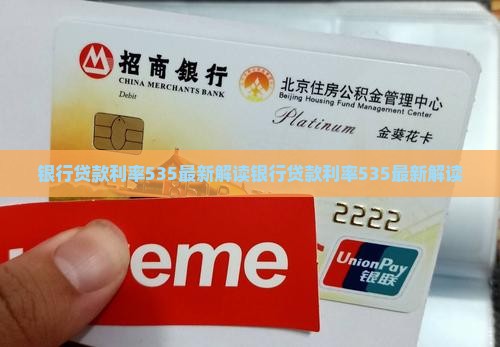 招商银行
CHINA MERCHANTS BANK
Debit
北京住房公积金管理中心
Beijing Housing Fund Management Center
Platinum
金葵花卡
银行贷款利率535最新解读银行贷款利率535最新解读
2222
eme
UnionPay
银联